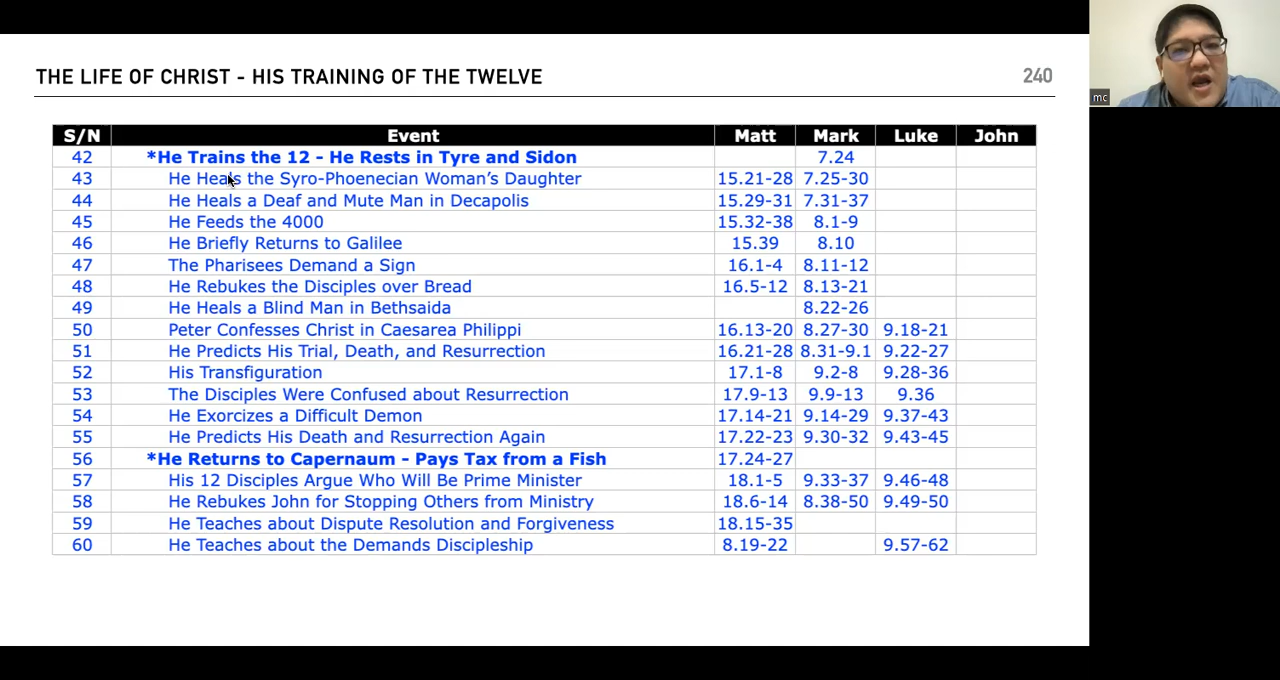 THE LIFE OF CHRIST - HIS TRAINING OF THE TWELVE 240
mc
S/N Event Matt Mark Luke John
42 *He Trains the 12 - He Rests in Tyre and Sidon 7.24
43 He Heals the Syro-Phoenecian Woman's Daughter 15.21-28 7.25-30
44 He Heals a Deaf and Mute Man in Decapolis 15.29-31 7.31-37
45 He Feeds the 4000 15.32-38 8.1-9
46 He Briefly Returns to Galilee 15.39 8.10
47 The Pharisees Demand a Sign 16.1-4 8.11-12
48 He Rebukes the Disciples over Bread 16.5-12 8.13-21
49 He Heals a Blind Man in Bethsaida 8.22-26
50 Peter Confesses Christ in Caesarea Philippi 16.13-20 8.27-30 9.18-21
51 He Predicts His Trial, Death, and Resurrection 16.21-28 8.31-9.1 9.22-27
52 His Transfiguration 17.1-8 9.2-8 9.28-36
53 The Disciples Were Confused about Resurrection 17.9-13 9.9-13 9.36
54 He Exorcizes a Difficult Demon 17.14-21 9.14-29 9.37-43
55 He Predicts His Death and Resurrection Again 17.22-23 9.30-32 9.43-45
56 *He Returns to Capernaum - Pays Tax from a Fish 17.24-27
57 His 12 Disciples Argue Who Will Be Prime Minister 18.1-5 9.33-37 9.46-48
58 He Rebukes John for Stopping Others from Ministry 18.6-14 8.38-50 9.49-50
59 He Teaches about Dispute Resolution and Forgiveness 18.15-35
60 He Teaches about the Demands Discipleship 8.19-22 9.57-62